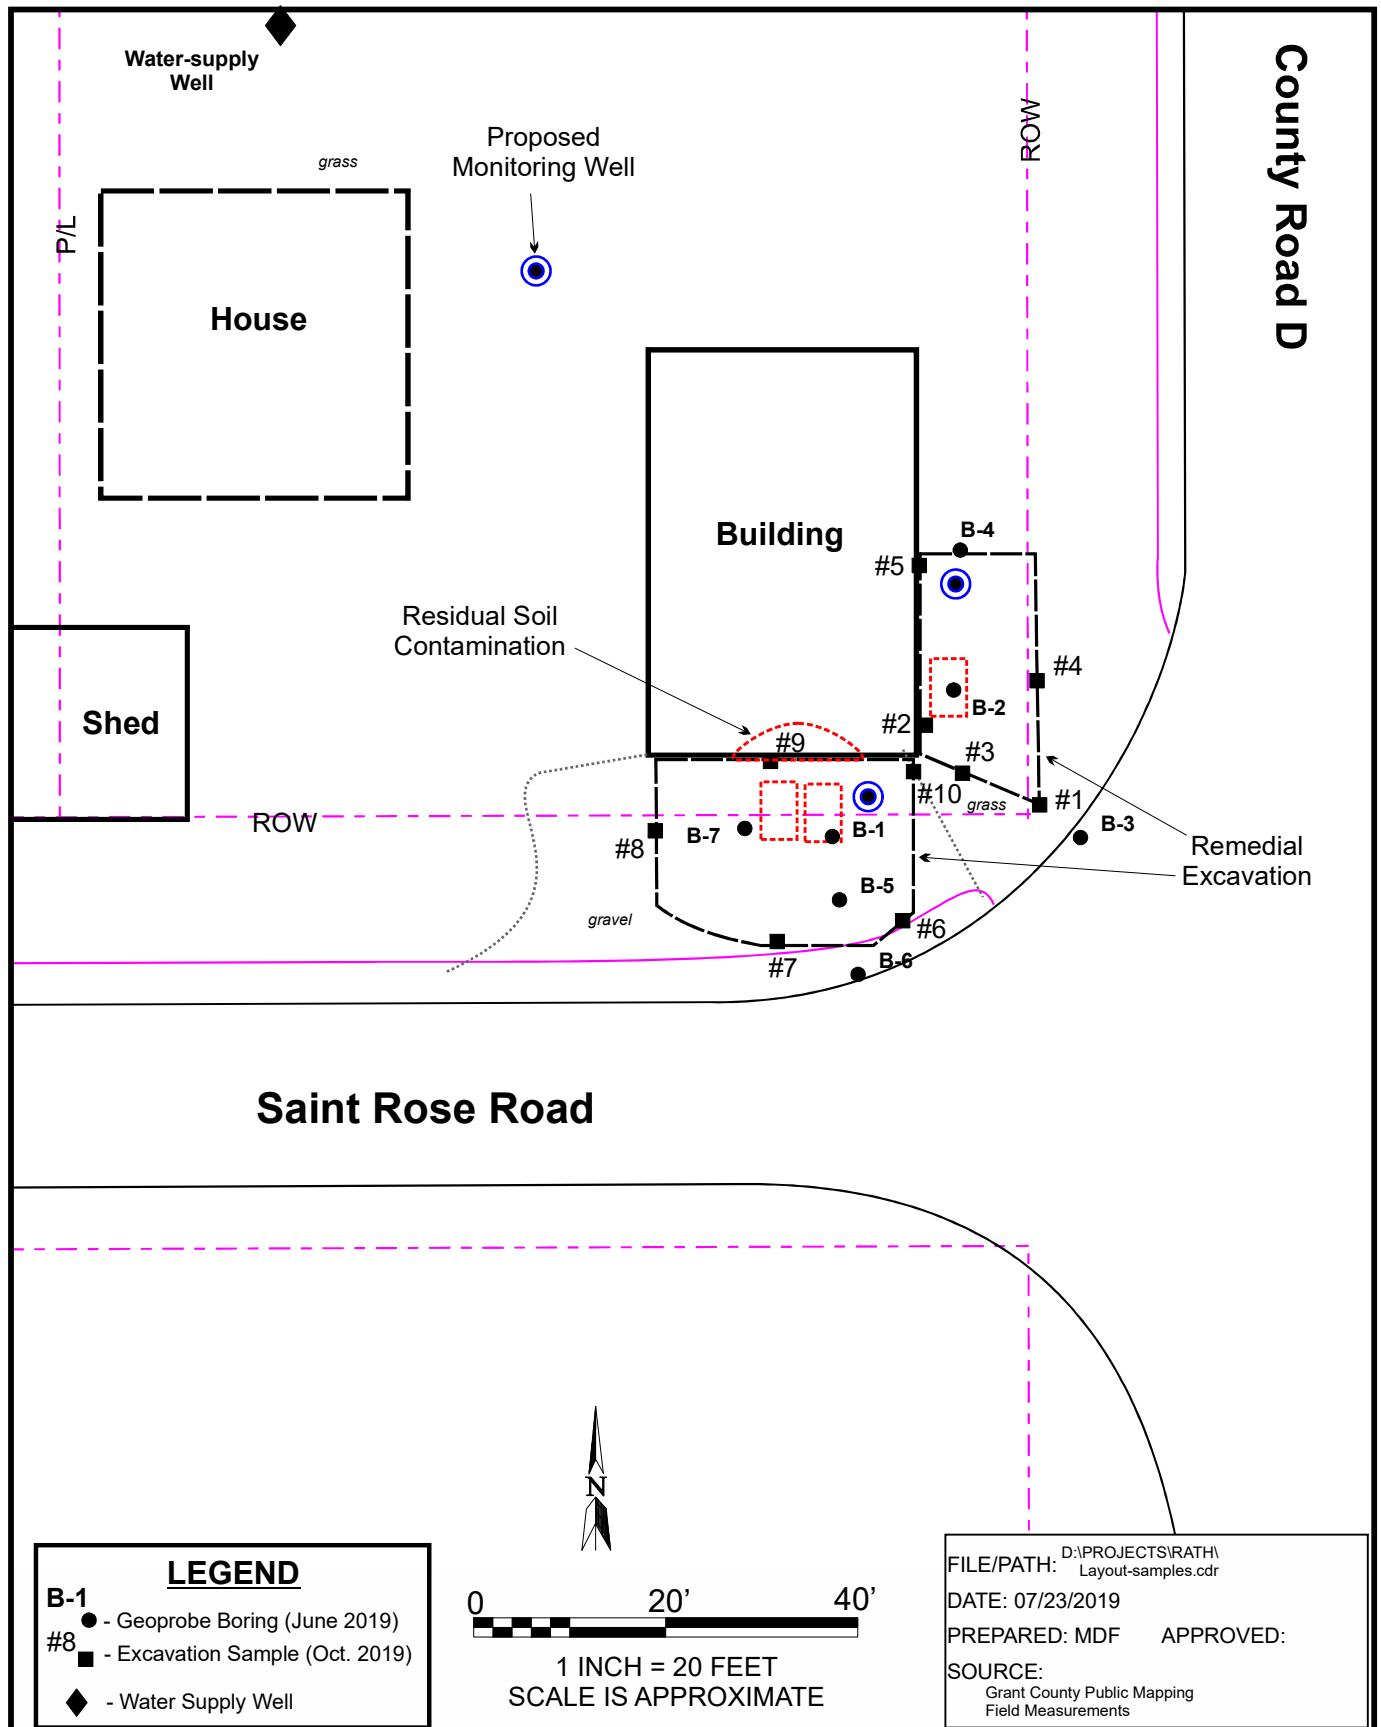 Water-supply
Well
grass
Proposed
Monitoring Well
ROW
County Road D
P/L
House
Building
B-4
#5
Residual Soil
Contamination
#4
B-2
#2
Shed
#9
#3
#10
grass
#1
ROW
B-7
B-1
B-3
#8
Remedial
Excavation
B-5
gravel
#6
#7
B-6
Saint Rose Road
N
LEGEND
B-1
- Geoprobe Boring (June 2019)
#8
- Excavation Sample (Oct. 2019)
- Water Supply Well
0 20’ 40’
1 INCH = 20 FEET
SCALE IS APPROXIMATE
FILE/PATH: D:\PROJECTS\RATH\
Layout-samples.cdr
DATE: 07/23/2019
PREPARED: MDF APPROVED:
SOURCE:
Grant County Public Mapping
Field Measurements